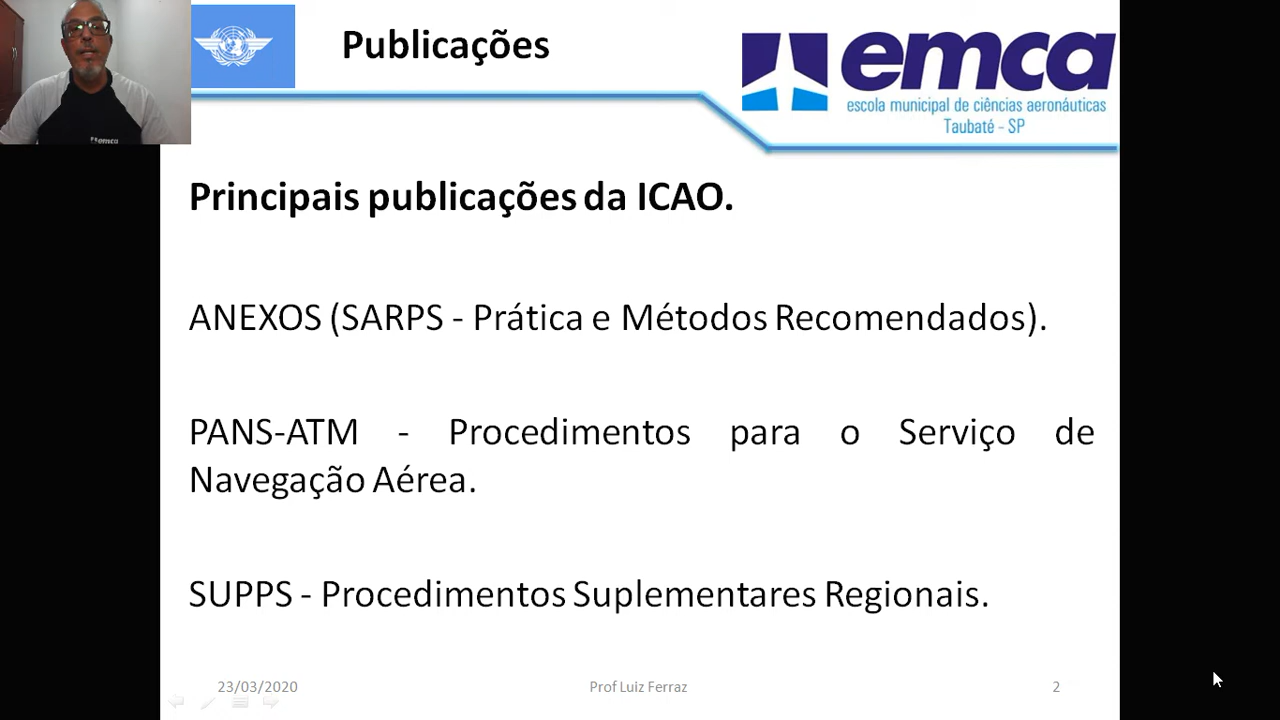 Publicações
emca
escola municipal de ciências aeronáuticas
Taubaté - SP
emca
Principais publicações da ICAO.
ANEXOS (SARPS - Prática e Métodos Recomendados).
PANS-ATM - Procedimentos para o Serviço de
Navegação Aérea.
SUPPS - Procedimentos Suplementares Regionais.
23/03/2020
Prof Luiz Ferraz
2